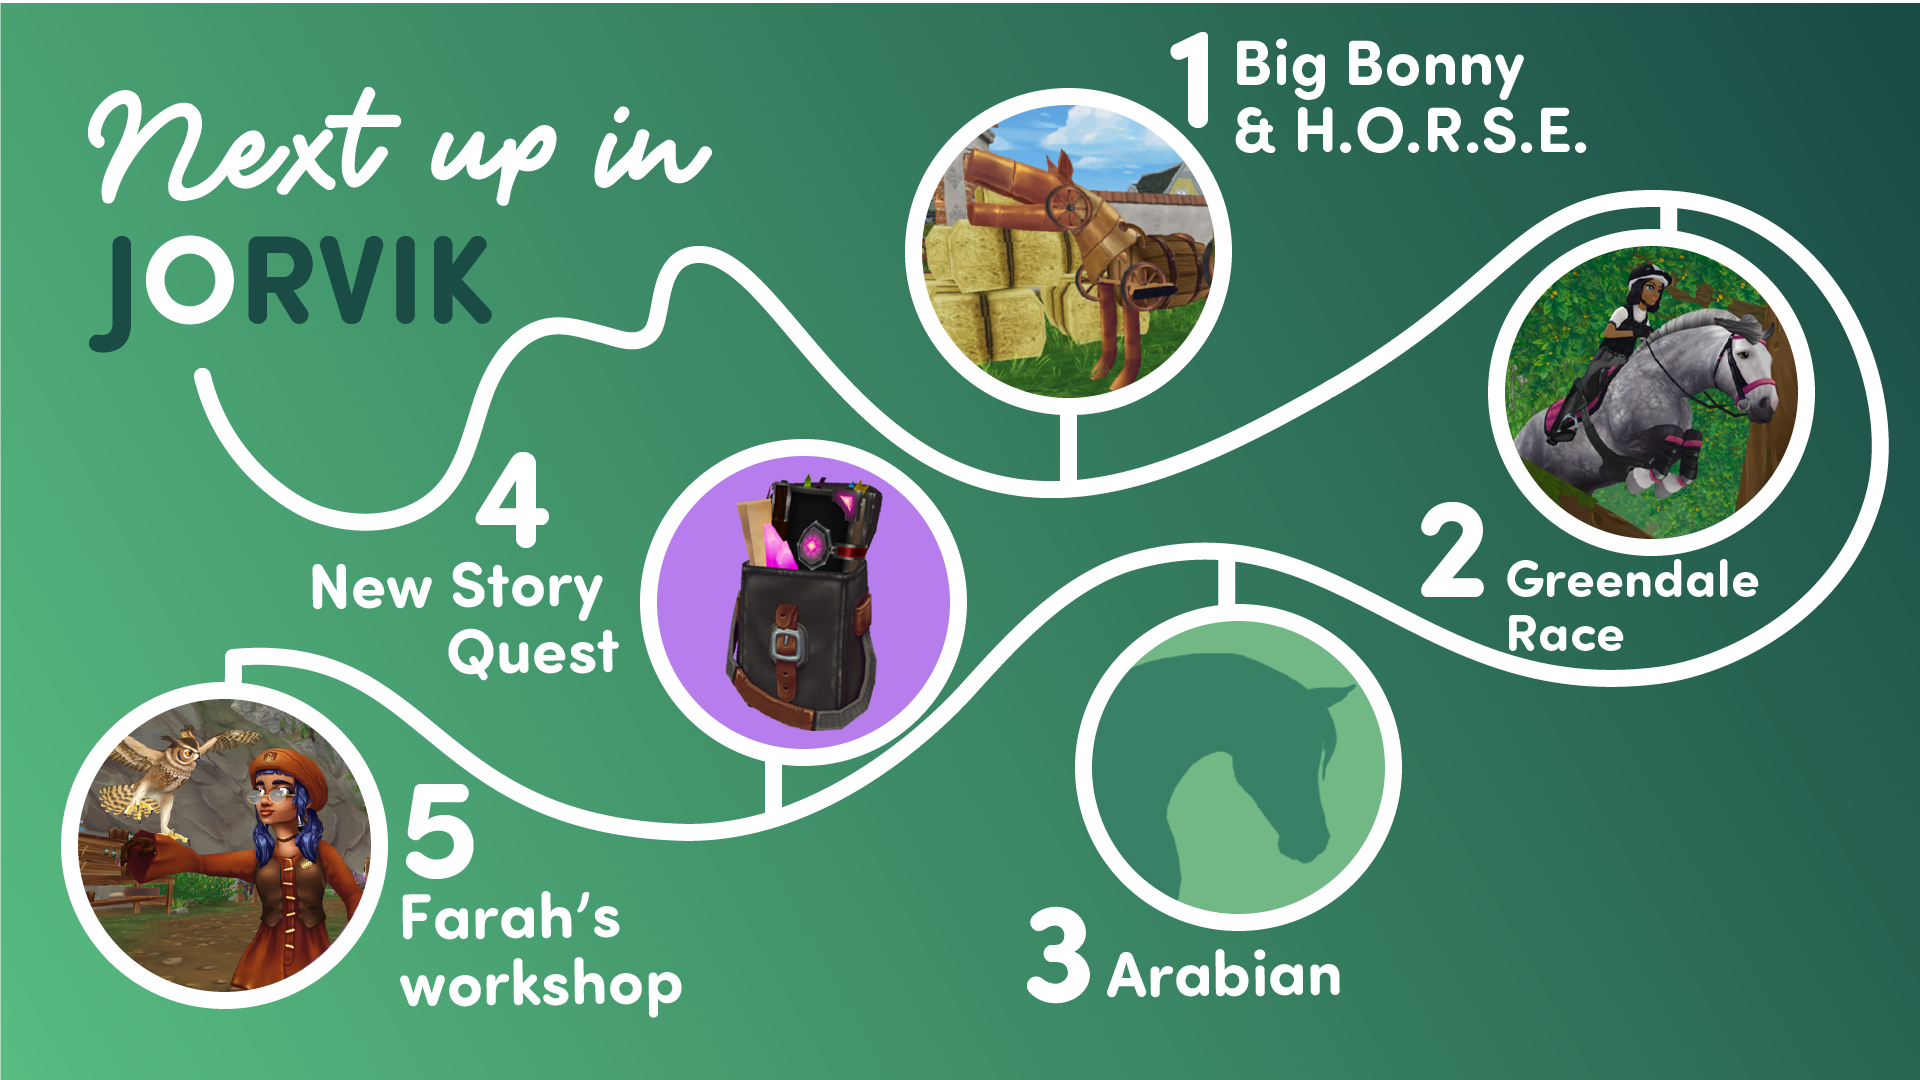 Next up in
JORVIK
1
Big Bonny
& H.O.R.S.E.
2
Greendale
Race
3
Arabian
4
New Story
Quest
5
Farah's
workshop